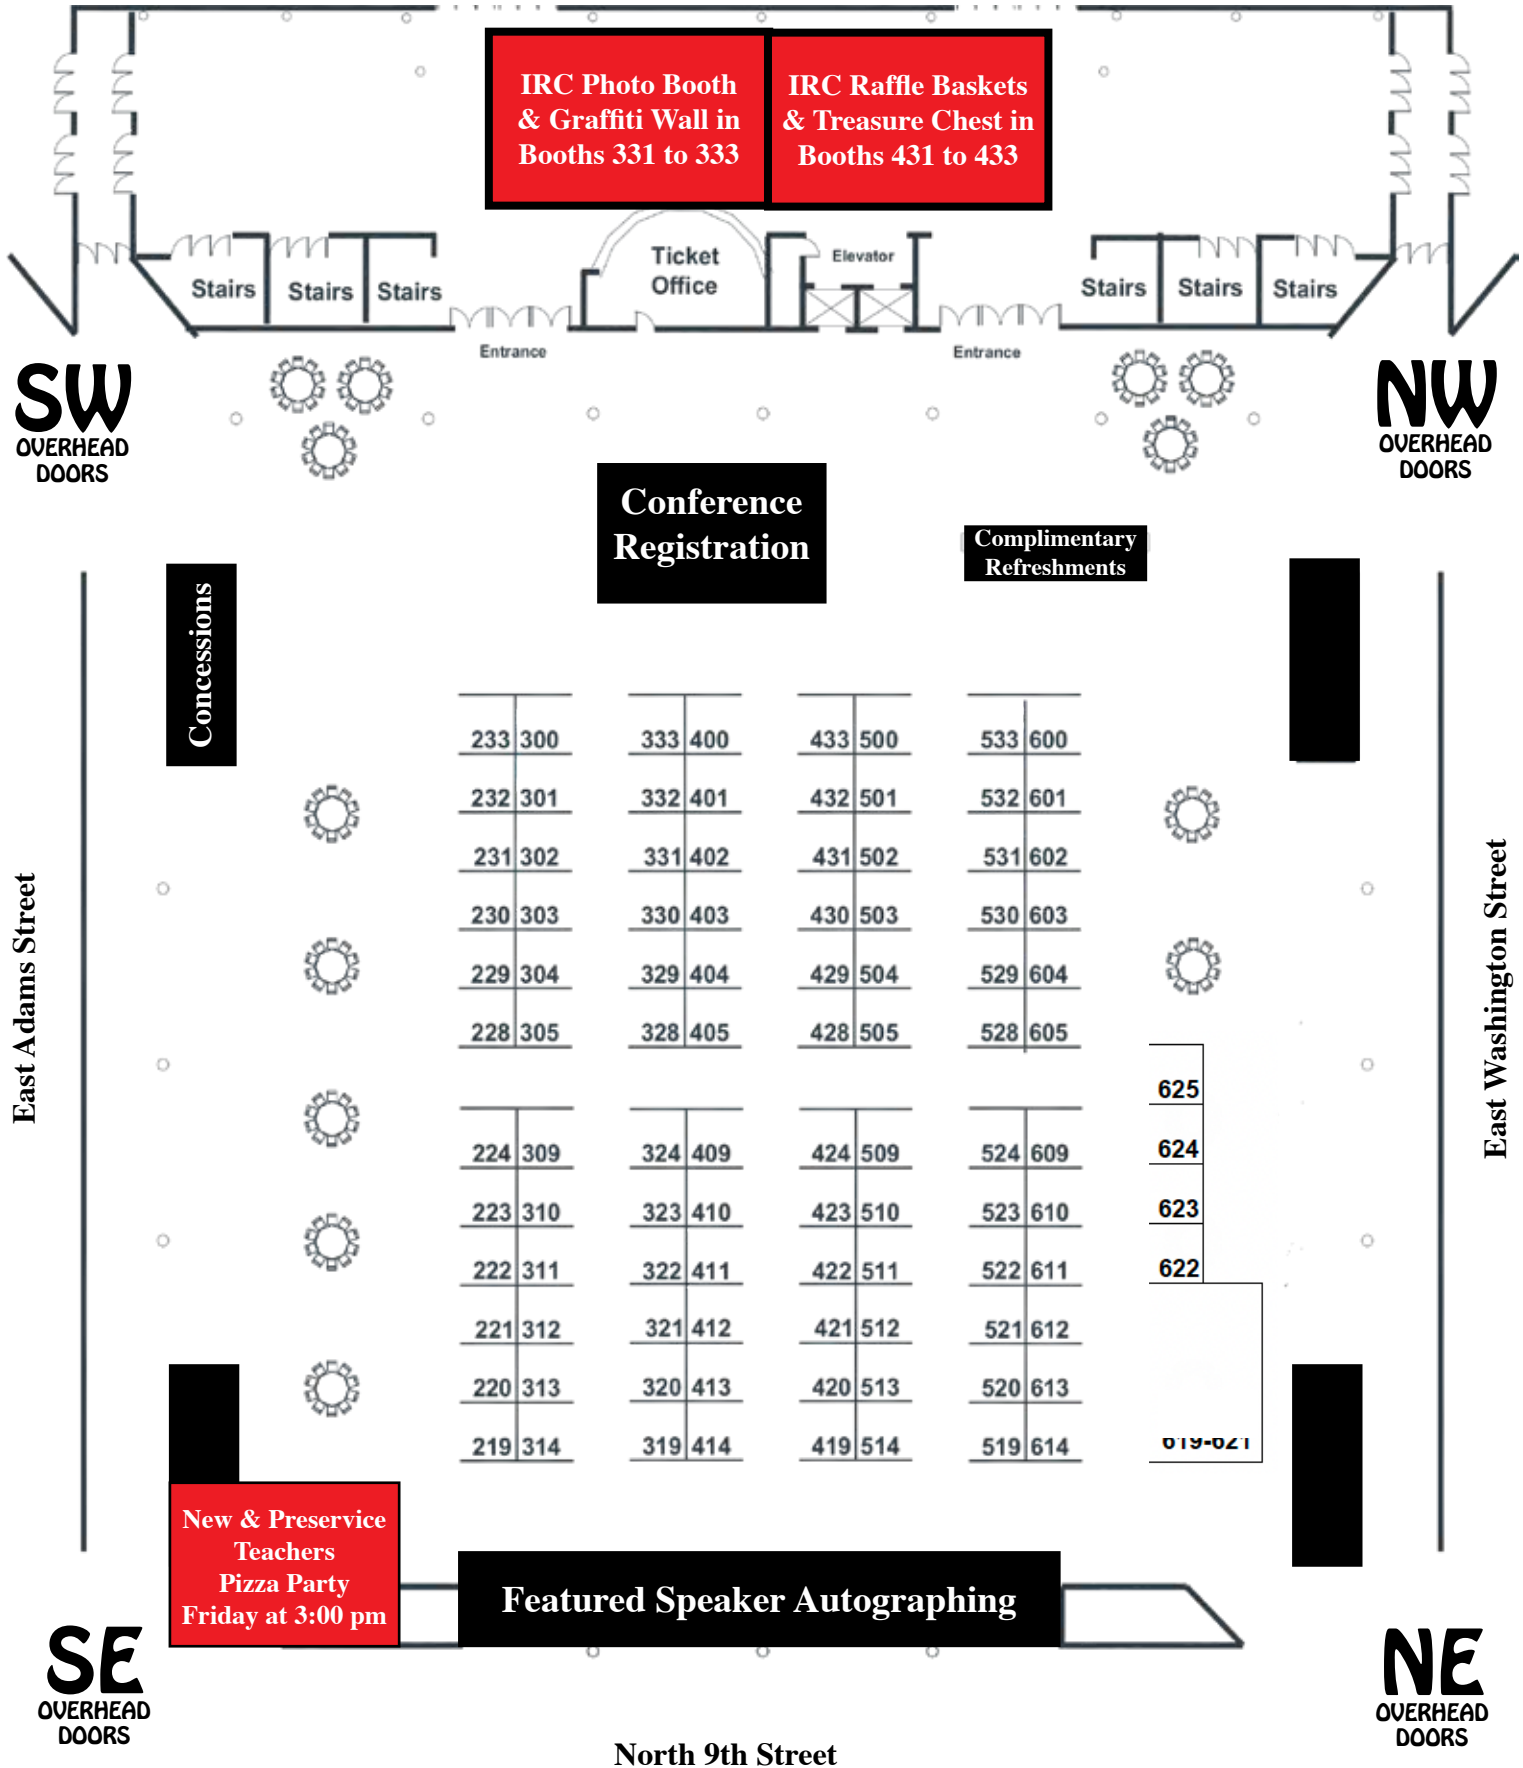 IRC Photo Booth
& Graffiti Wall in
Booths 331 to 333
IRC Raffle Baskets
& Treasure Chest in
Booths 431 to 433
Ticket
Office
Elevator
Stairs
Stairs
Stairs
Stairs
Stairs
Stairs
Entrance
Entrance
SW
OVERHEAD
DOORS
NW
OVERHEAD
DOORS
Conference
Registration
Complimentary
Refreshments
Concessions
East Adams Street
East Washington Street
233 300 333 400 433 500 533 600
232 301 332 401 432 501 532 601
231 302 331 402 431 502 531 602
230 303 330 403 430 503 530 603
229 304 329 404 429 504 529 604
228 305 328 405 428 505 528 605
625
224 309 324 409 424 509 524 609 624
223 310 323 410 423 510 523 610 623
222 311 322 411 422 511 522 611 622
221 312 321 412 421 512 521 612
220 313 320 413 420 513 520 613
219 314 319 414 419 514 519 614 619-621
New & Preservice
Teachers
Pizza Party
Friday at 3:00 pm
Featured Speaker Autographing
SE
OVERHEAD
DOORS
NE
OVERHEAD
DOORS
North 9th Street